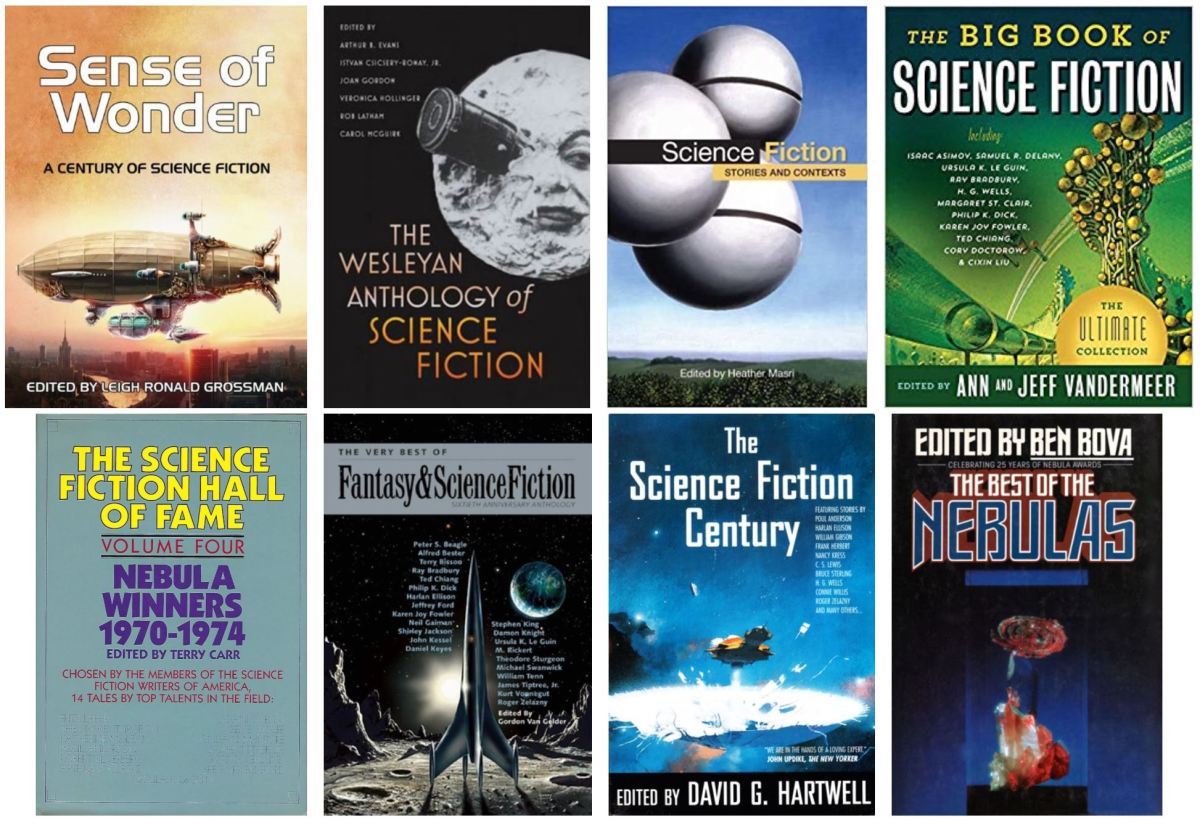 Sense of
Wonder
A CENTURY OF SCIENCE FICTION
EDITED BY LEIGH RONALD GROSSMAN
EDITED BY
ARTHUR B. EVANS
ISTVAN CSICSERY-RONAY, JR.
JOAN GORDON
VERONICA HOLLINGER
ROB LATHAM
CAROL MCGUIRK
THE
WESLEYAN
ANTHOLOGY of
SCIENCE
FICTION
Science Fiction
STORIES AND CONTEXTS
Edited by Heather Masri
THE BIG BOOK OF
SCIENCE FICTION
Including:
ISAAC ASIMOV, SAMUEL R. DELANY,
URSULA K. LE GUIN,
RAY BRADBURY,
H. G. WELLS,
MARGARET ST. CLAIR,
PHILIP K. DICK,
KAREN JOY FOWLER,
TED CHIANG,
CORY DOCTOROW,
& CIXIN LIU
THE
ULTIMATE
COLLECTION
EDITED BY ANN AND JEFF VANDERMEER
THE SCIENCE
FICTION HALL
OF FAME
VOLUME FOUR
NEBULA
WINNERS
1970-1974
EDITED BY TERRY CARR
CHOSEN BY THE MEMBERS OF THE SCIENCE
FICTION WRITERS OF AMERICA,
14 TALES BY TOP TALENTS IN THE FIELD:
THE VERY BEST OF
Fantasy&ScienceFiction
SIXTIETH ANNIVERSARY ANTHOLOGY
Peter S. Beagle
Alfred Bester
Terry Bisson
Ray Bradbury
Ted Chiang
Philip K. Dick
Harlan Ellison
Jeffrey Ford
Karen Joy Fowler
Neil Gaiman
Shirley Jackson
John Kessel
Daniel Keyes
Stephen King
Damon Knight
Ursula K. Le Guin
M. Rickert
Theodore Sturgeon
Michael Swanwick
William Tenn
James Tiptree, Jr.
Kurt Vonnegut
Roger Zelazny
Edited By
Gordon Van Gelder
The
Science Fiction
Century
FEATURING STORIES BY
POUL ANDERSON
HARLAN ELLISON
WILLIAM GIBSON
FRANK HERBERT
NANCY KRESS
C. S. LEWIS
BRUCE STERLING
H. G. WELLS
CONNIE WILLIS
ROGER ZELAZNY
AND MANY OTHERS...
"WE ARE IN THE HANDS OF A LOVING EXPERT."
JOHN UPDIKE, THE NEW YORKER
EDITED BY DAVID G. HARTWELL
EDITED BY BEN BOVA
CELEBRATING 25 YEARS OF NEBULA AWARDS
THE BEST OF THE
NEBULAS